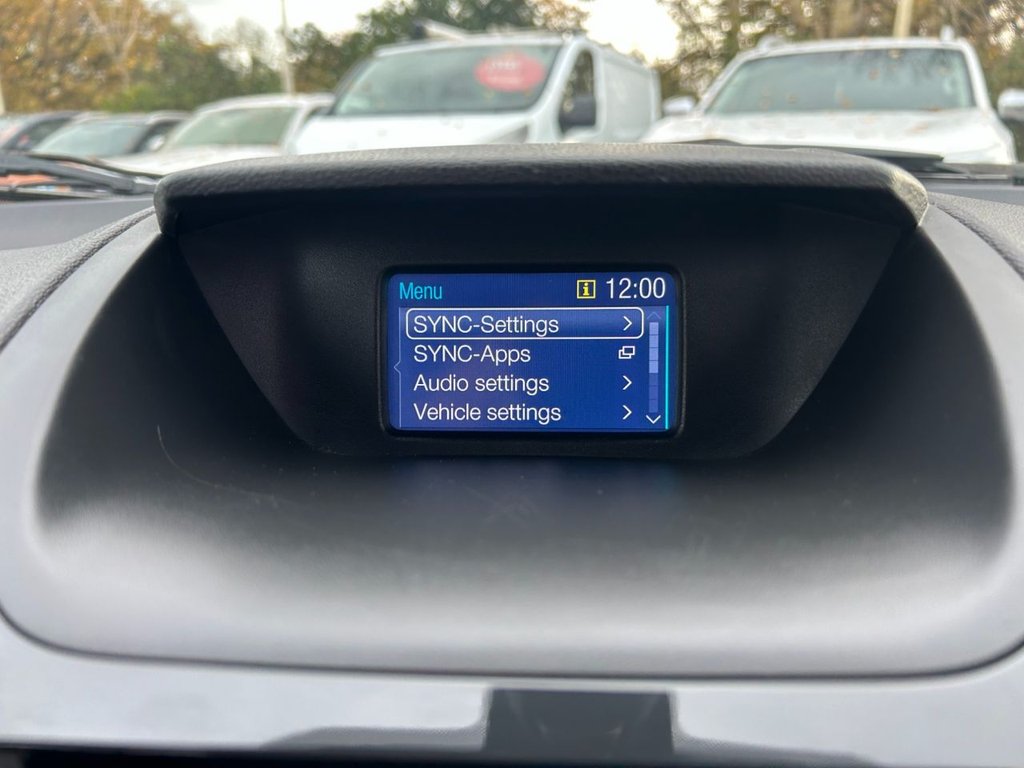 Menu i 12:00
SYNC-Settings
SYNC-Apps
Audio settings
Vehicle settings